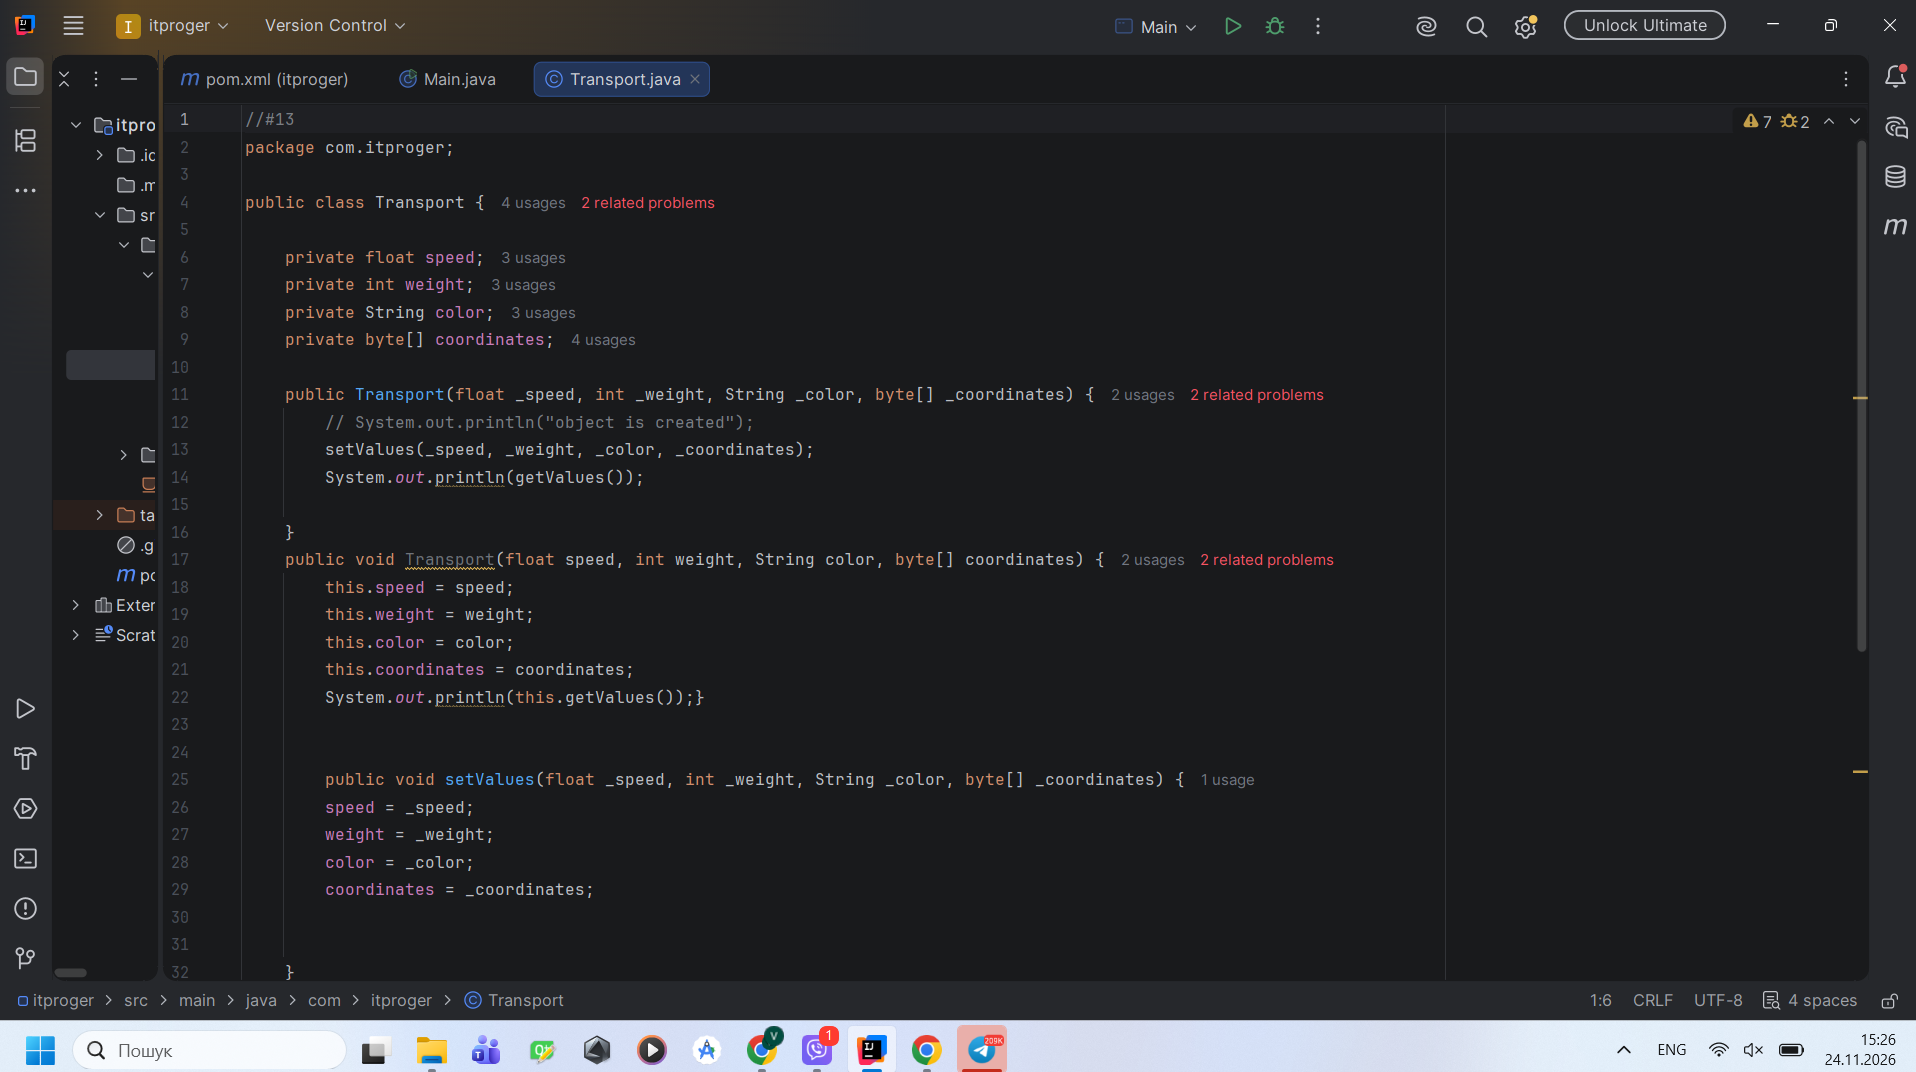 itproger
Version Control
Main
Unlock Ultimate
pom.xml (itproger)
Main.java
Transport.java
itpro
.ic
.m
sr
ta
.g
po
Exter
Scrat
7 2
1 //#13
2 package com.itproger;
3
4 public class Transport { 4 usages 2 related problems
5
6 private float speed; 3 usages
7 private int weight; 3 usages
8 private String color; 3 usages
9 private byte[] coordinates; 4 usages
10
11 public Transport(float _speed, int _weight, String _color, byte[] _coordinates) { 2 usages 2 related problems
12 // System.out.println("object is created");
13 setValues(_speed, _weight, _color, _coordinates);
14 System.out.println(getValues());
15
16 }
17 public void Transport(float speed, int weight, String color, byte[] coordinates) { 2 usages 2 related problems
18 this.speed = speed;
19 this.weight = weight;
20 this.color = color;
21 this.coordinates = coordinates;
22 System.out.println(this.getValues());}
23
24
25 public void setValues(float _speed, int _weight, String _color, byte[] _coordinates) { 1 usage
26 speed = _speed;
27 weight = _weight;
28 color = _color;
29 coordinates = _coordinates;
30
31
32 }
itproger > src > main > java > com > itproger > Transport
1:6 CRLF UTF-8 4 spaces
Пошук
V
1
209K
ENG
15:26
24.11.2026